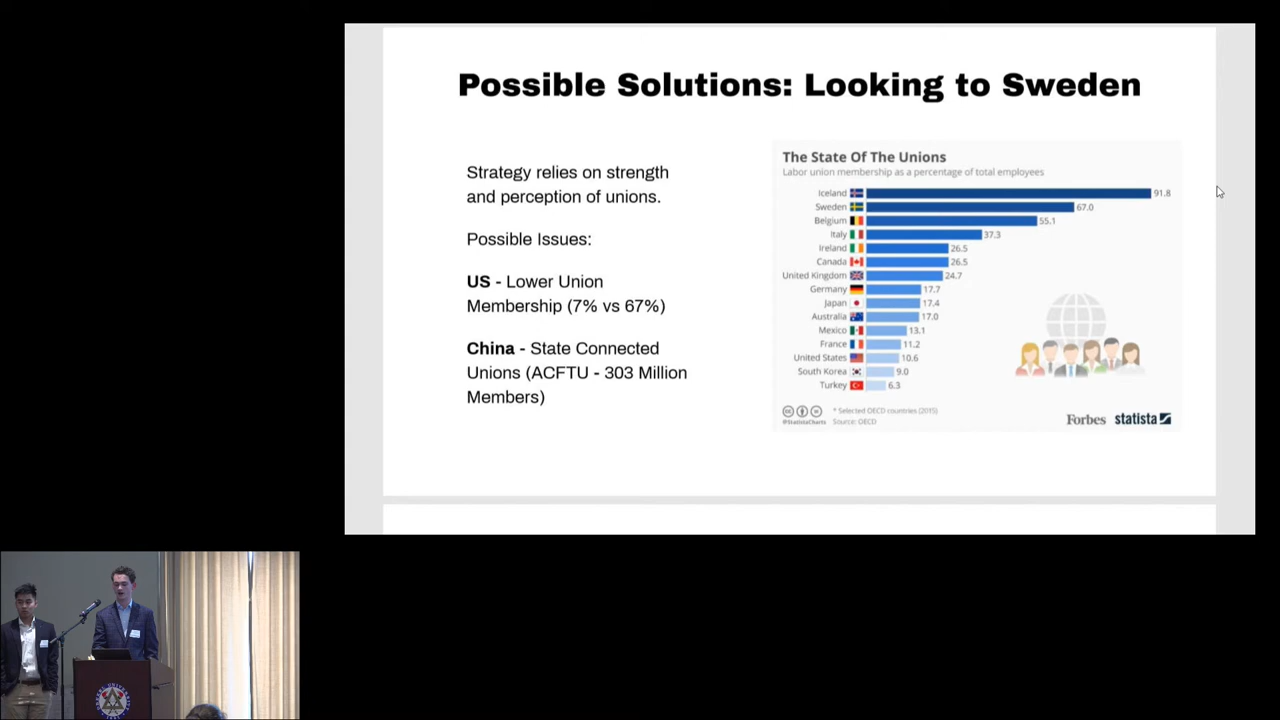 Possible Solutions: Looking to Sweden
Strategy relies on strength
and perception of unions.
Possible Issues:
US - Lower Union
Membership (7% vs 67%)
China - State Connected
Unions (ACFTU - 303 Million
Members)
The State Of The Unions
Labor union membership as a percentage of total employees
Iceland 91.8
Sweden 67.0
Belgium 55.1
Italy 37.3
Ireland 26.5
Canada 26.5
United Kingdom 24.7
Germany 17.7
Japan 17.4
Australia 17.0
Mexico 13.1
France 11.2
United States 10.6
South Korea 9.0
Turkey 6.3
@StatistaCharts
* Selected OECD countries (2015)
Source: OECD
Forbes statista